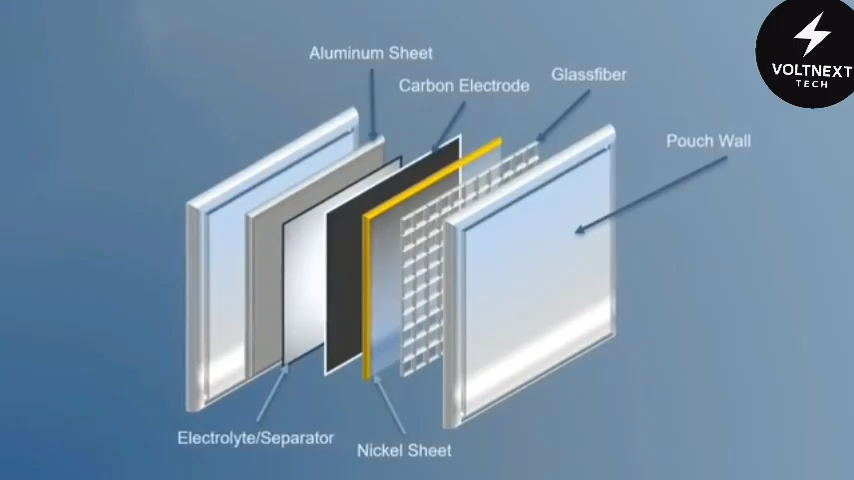 Aluminum Sheet
Carbon Electrode
Glassfiber
Pouch Wall
Electrolyte/Separator
Nickel Sheet
VOLTNEXT
TECH